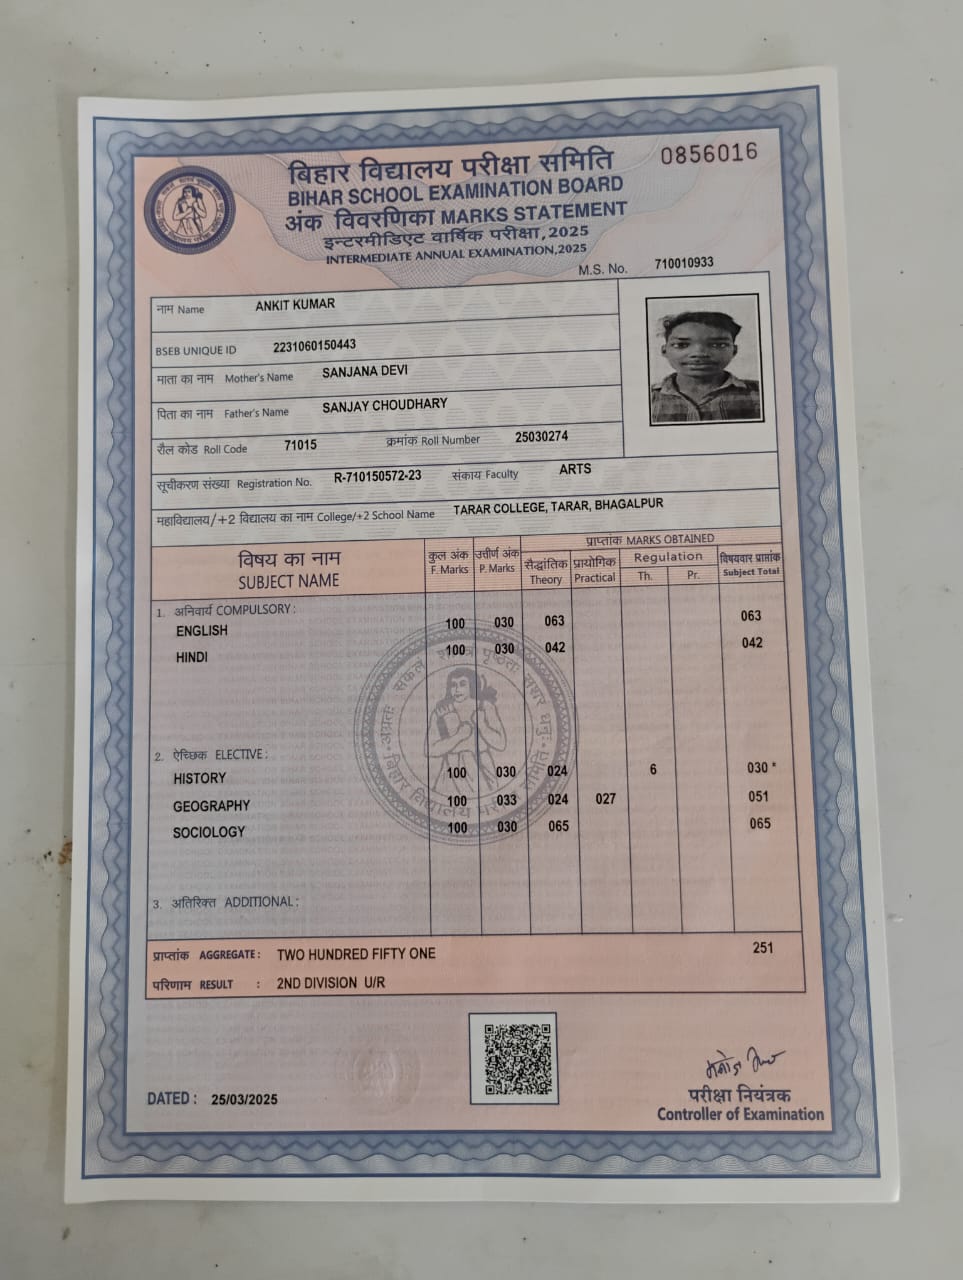 0856016
बिहार विद्यालय परीक्षा समिति
BIHAR SCHOOL EXAMINATION BOARD
अंक विवरणिका MARKS STATEMENT
इन्टरमीडिएट वार्षिक परीक्षा, 2025
INTERMEDIATE ANNUAL EXAMINATION,2025
M.S. No. 710010933
नाम Name ANKIT KUMAR
BSEB UNIQUE ID 2231060150443
माता का नाम Mother's Name SANJANA DEVI
पिता का नाम Father's Name SANJAY CHOUDHARY
रौल कोड Roll Code 71015 क्रमांक Roll Number 25030274
सूचीकरण संख्या Registration No. R-710150572-23 संकाय Faculty ARTS
महाविद्यालय/+2 विद्यालय का नाम College/+2 School Name TARAR COLLEGE, TARAR, BHAGALPUR
विषय का नाम SUBJECT NAME कुल अंक F. Marks उत्तीर्ण अंक P. Marks प्राप्तांक MARKS OBTAINED
सैद्धांतिक Theory प्रायोगिक Practical Regulation Th. Pr. विषयवार प्राप्तांक Subject Total
1. अनिवार्य COMPULSORY :
ENGLISH 100 030 063 063
HINDI 100 030 042 042
2. ऐच्छिक ELECTIVE :
HISTORY 100 030 024 6 030 *
GEOGRAPHY 100 033 024 027 051
SOCIOLOGY 100 030 065 065
3. अतिरिक्त ADDITIONAL :
प्राप्तांक AGGREGATE : TWO HUNDRED FIFTY ONE 251
परिणाम RESULT : 2ND DIVISION U/R
DATED : 25/03/2025
परीक्षा नियंत्रक
Controller of Examination